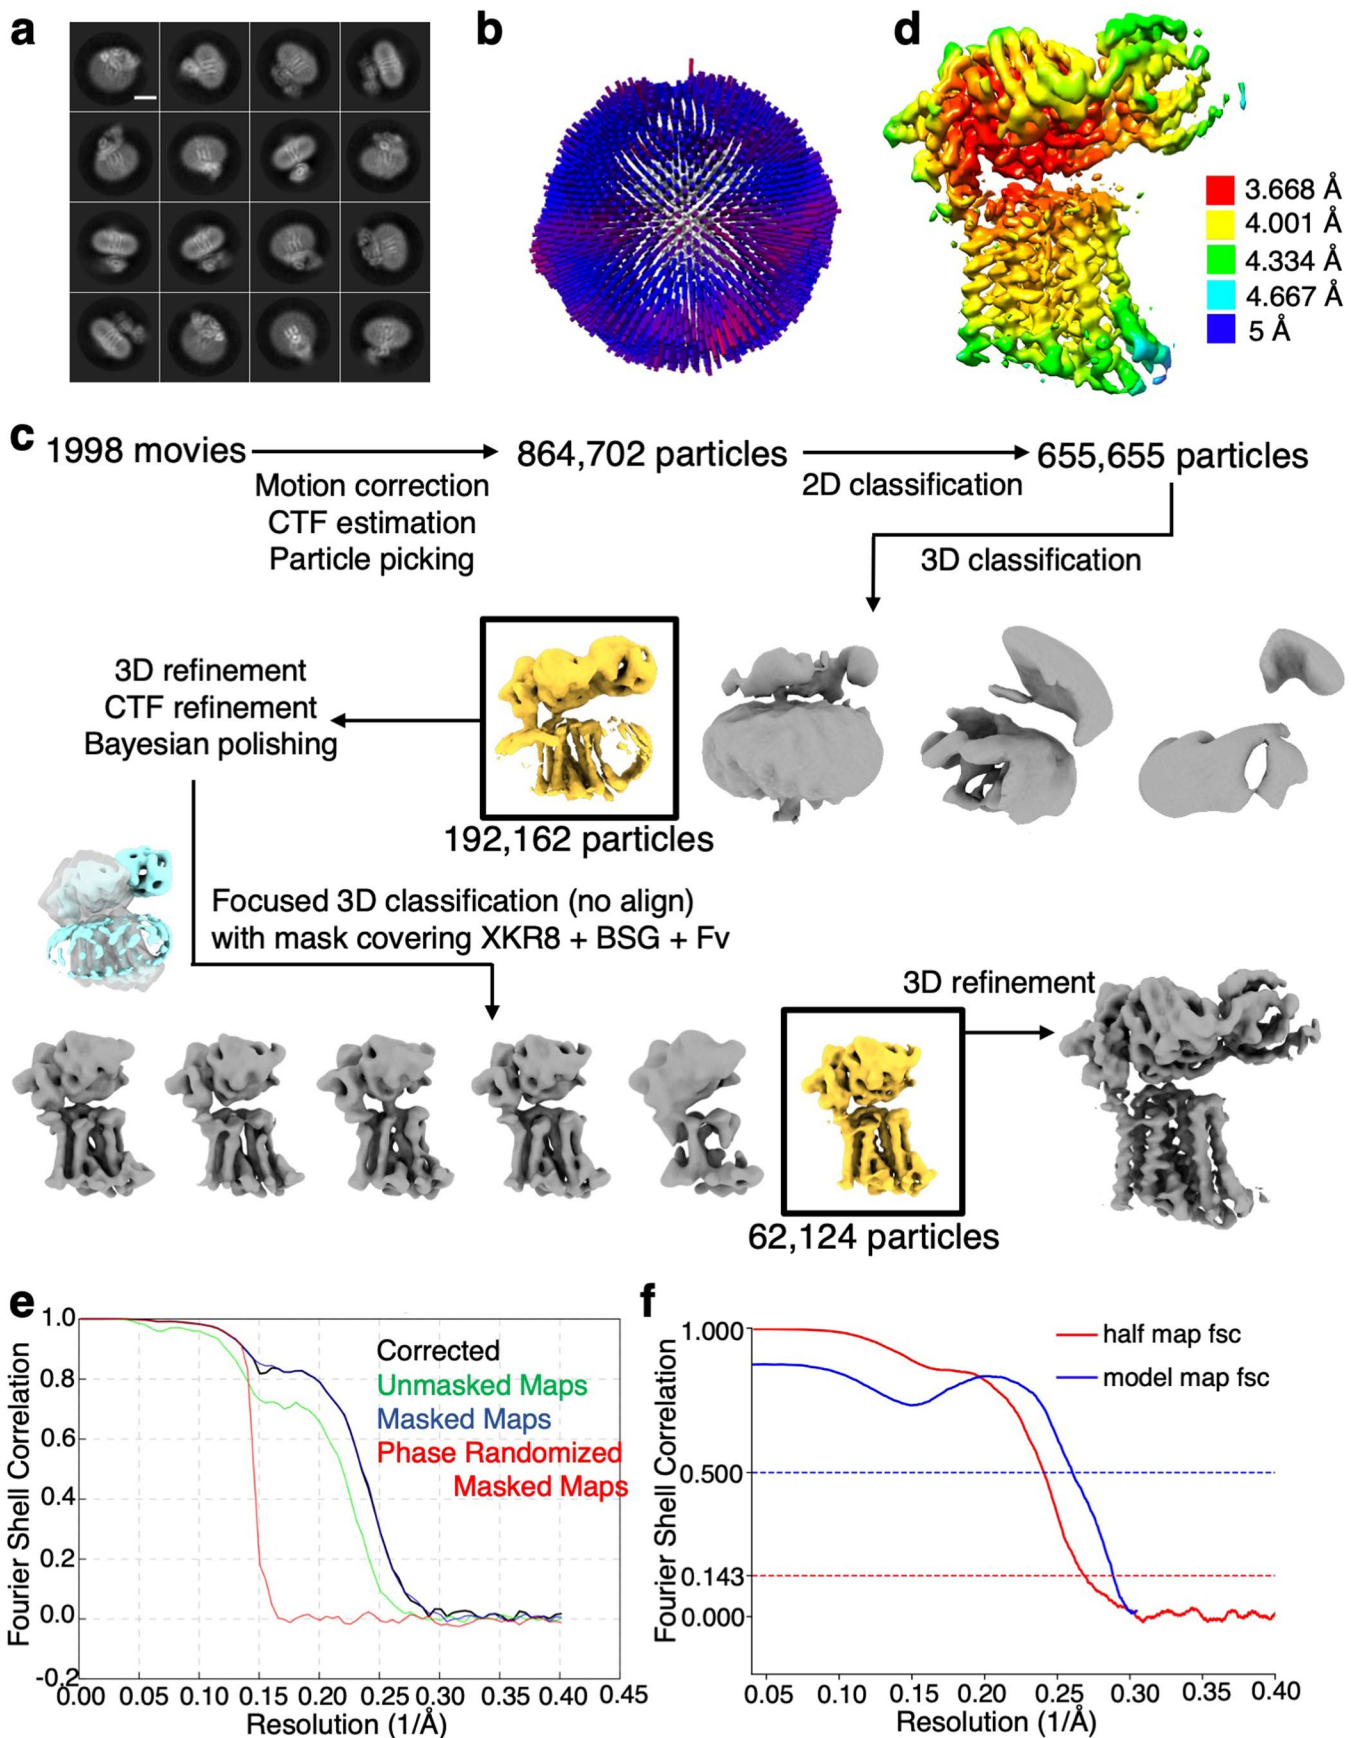 a
b
d
3.668 Å
4.001 Å
4.334 Å
4.667 Å
5 Å
c
1998 movies
864,702 particles
655,655 particles
Motion correction
CTF estimation
Particle picking
2D classification
3D classification
3D refinement
CTF refinement
Bayesian polishing
192,162 particles
Focused 3D classification (no align)
with mask covering XKR8 + BSG + Fv
3D refinement
62,124 particles
e
1.0
0.8
0.6
0.4
0.2
0.0
-0.2
Fourier Shell Correlation
Corrected
Unmasked Maps
Masked Maps
Phase Randomized
Masked Maps
0.00 0.05 0.10 0.15 0.20 0.25 0.30 0.35 0.40 0.45
Resolution (1/Å)
f
1.000
0.500
0.143
0.000
Fourier Shell Correlation
half map fsc
model map fsc
0.05 0.10 0.15 0.20 0.25 0.30 0.35 0.40
Resolution (1/Å)